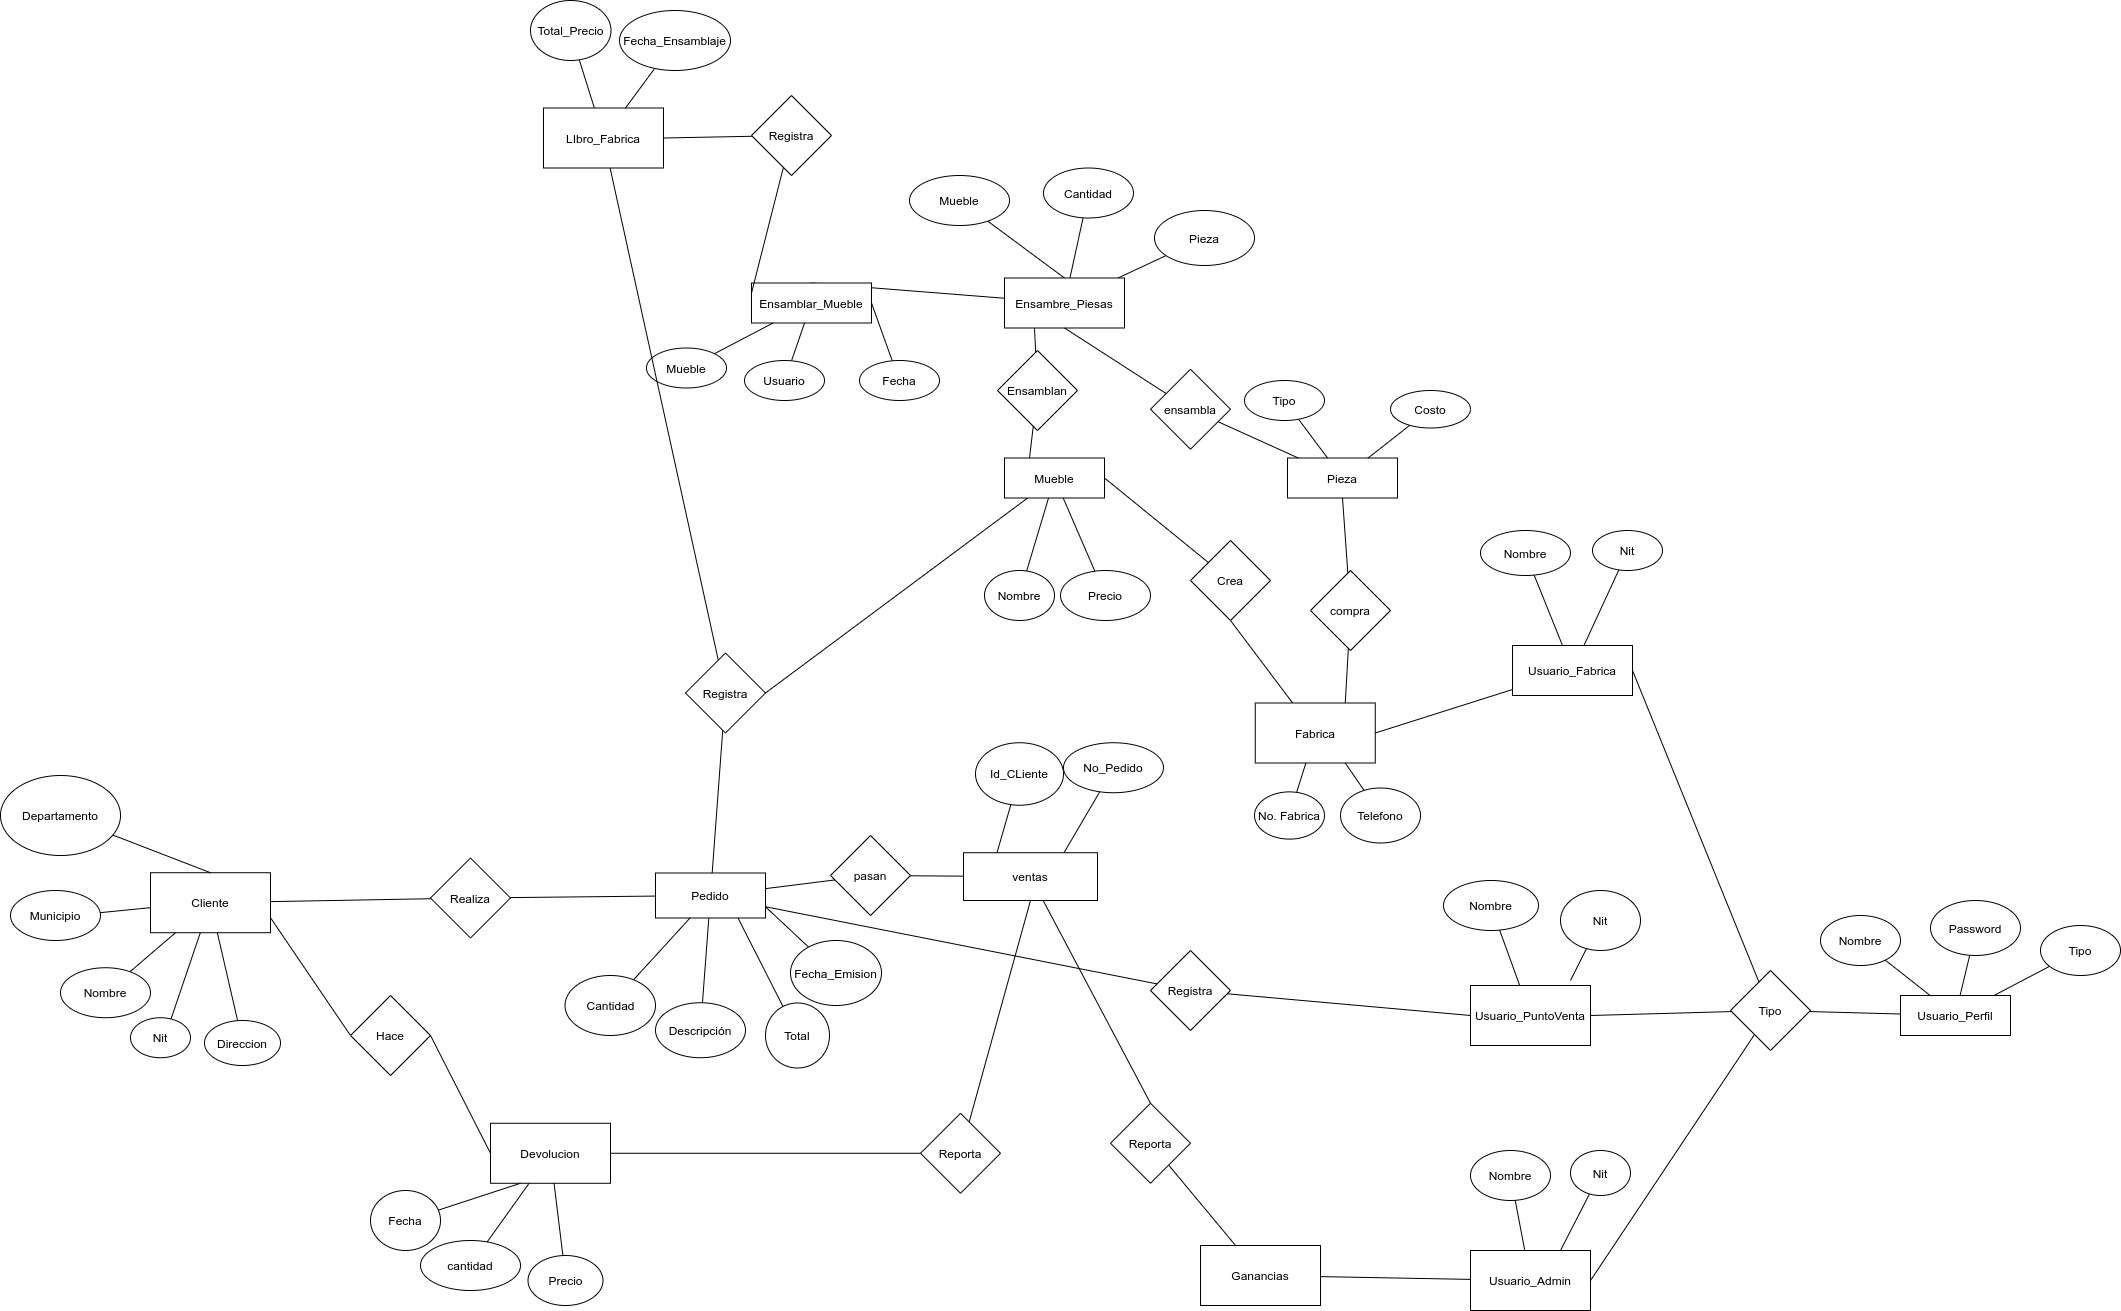 Total_Precio
Fecha_Ensamblaje
LIbro_Fabrica
Registra
Mueble
Cantidad
Pieza
Ensamblar_Mueble
Ensambre_Piesas
Mueble
Usuario
Fecha
Ensamblan
ensambla
Tipo
Costo
Mueble
Pieza
Nombre
Nit
Nombre
Precio
Crea
compra
Usuario_Fabrica
Registra
Fabrica
Id_CLiente
No_Pedido
No. Fabrica
Telefono
Departamento
Cliente
Realiza
Pedido
pasan
ventas
Municipio
Nombre
Nit
Nombre
Password
Tipo
Nombre
Nit
Direccion
Hace
Cantidad
Descripción
Total
Fecha_Emision
Registra
Usuario_PuntoVenta
Tipo
Usuario_Perfil
Devolucion
Reporta
Reporta
Nombre
Nit
Fecha
cantidad
Precio
Ganancias
Usuario_Admin